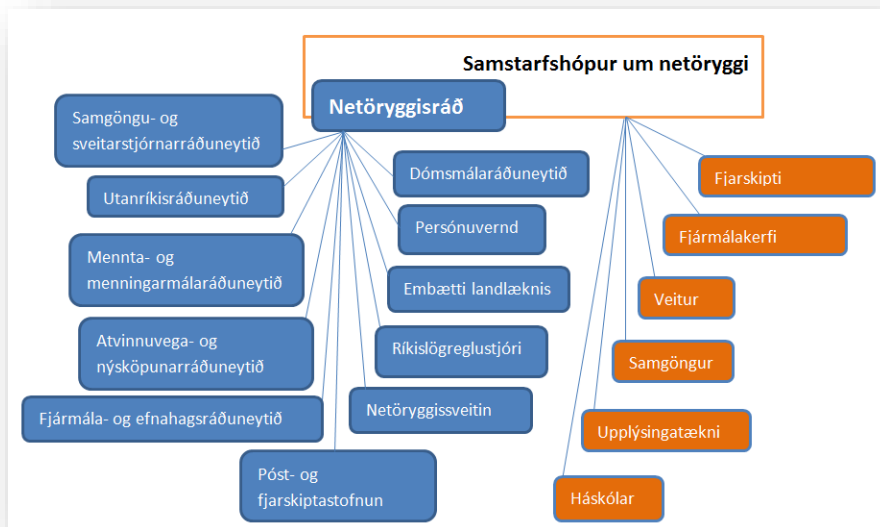 Samstarfshópur um netöryggi
Netöryggisráð
Samgöngu- og
sveitarstjórnarráðuneytið
Utanríkisráðuneytið
Mennta- og
menningarmálaráðuneytið
Atvinnuvega- og
nýsköpunarráðuneytið
Fjármála- og efnahagsráðuneytið
Póst- og
fjarskiptastofnun
Dómsmálaráðuneytið
Persónuvernd
Embætti landlæknis
Ríkislögreglustjóri
Netöryggissveitin
Fjarskipti
Fjármálakerfi
Veitur
Samgöngur
Upplýsingatækni
Háskólar